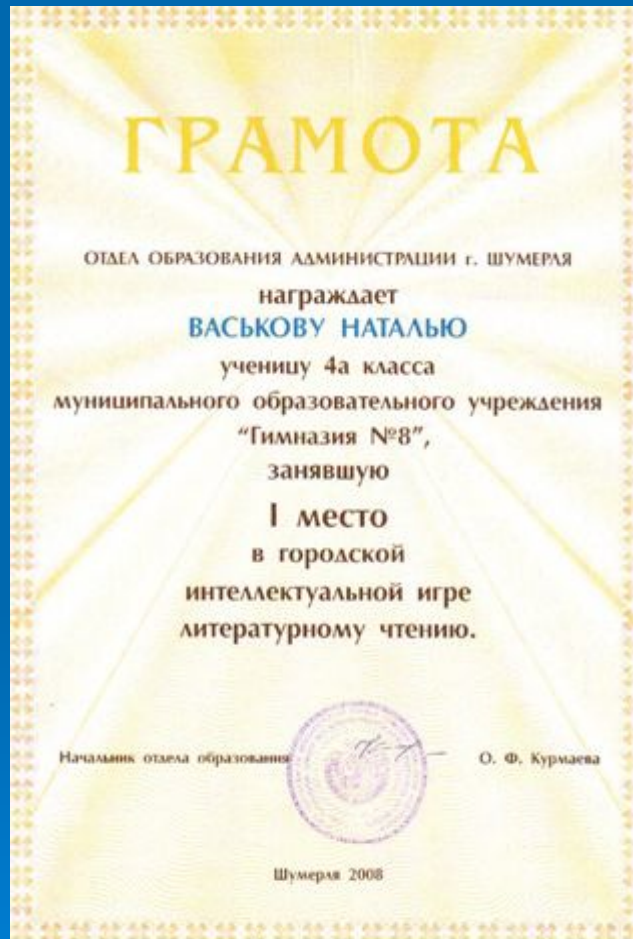 ГРАМОТА
ОТДЕЛ ОБРАЗОВАНИЯ АДМИНИСТРАЦИИ г. ШУМЕРЛЯ
награждает
ВАСЬКОВУ НАТАЛЬЮ
ученицу 4а класса
муниципального образовательного учреждения
“Гимназия №8”,
занявшую
I место
в городской
интеллектуальной игре
литературному чтению.
Начальник отдела образования О. Ф. Курмаева
Шумерля 2008